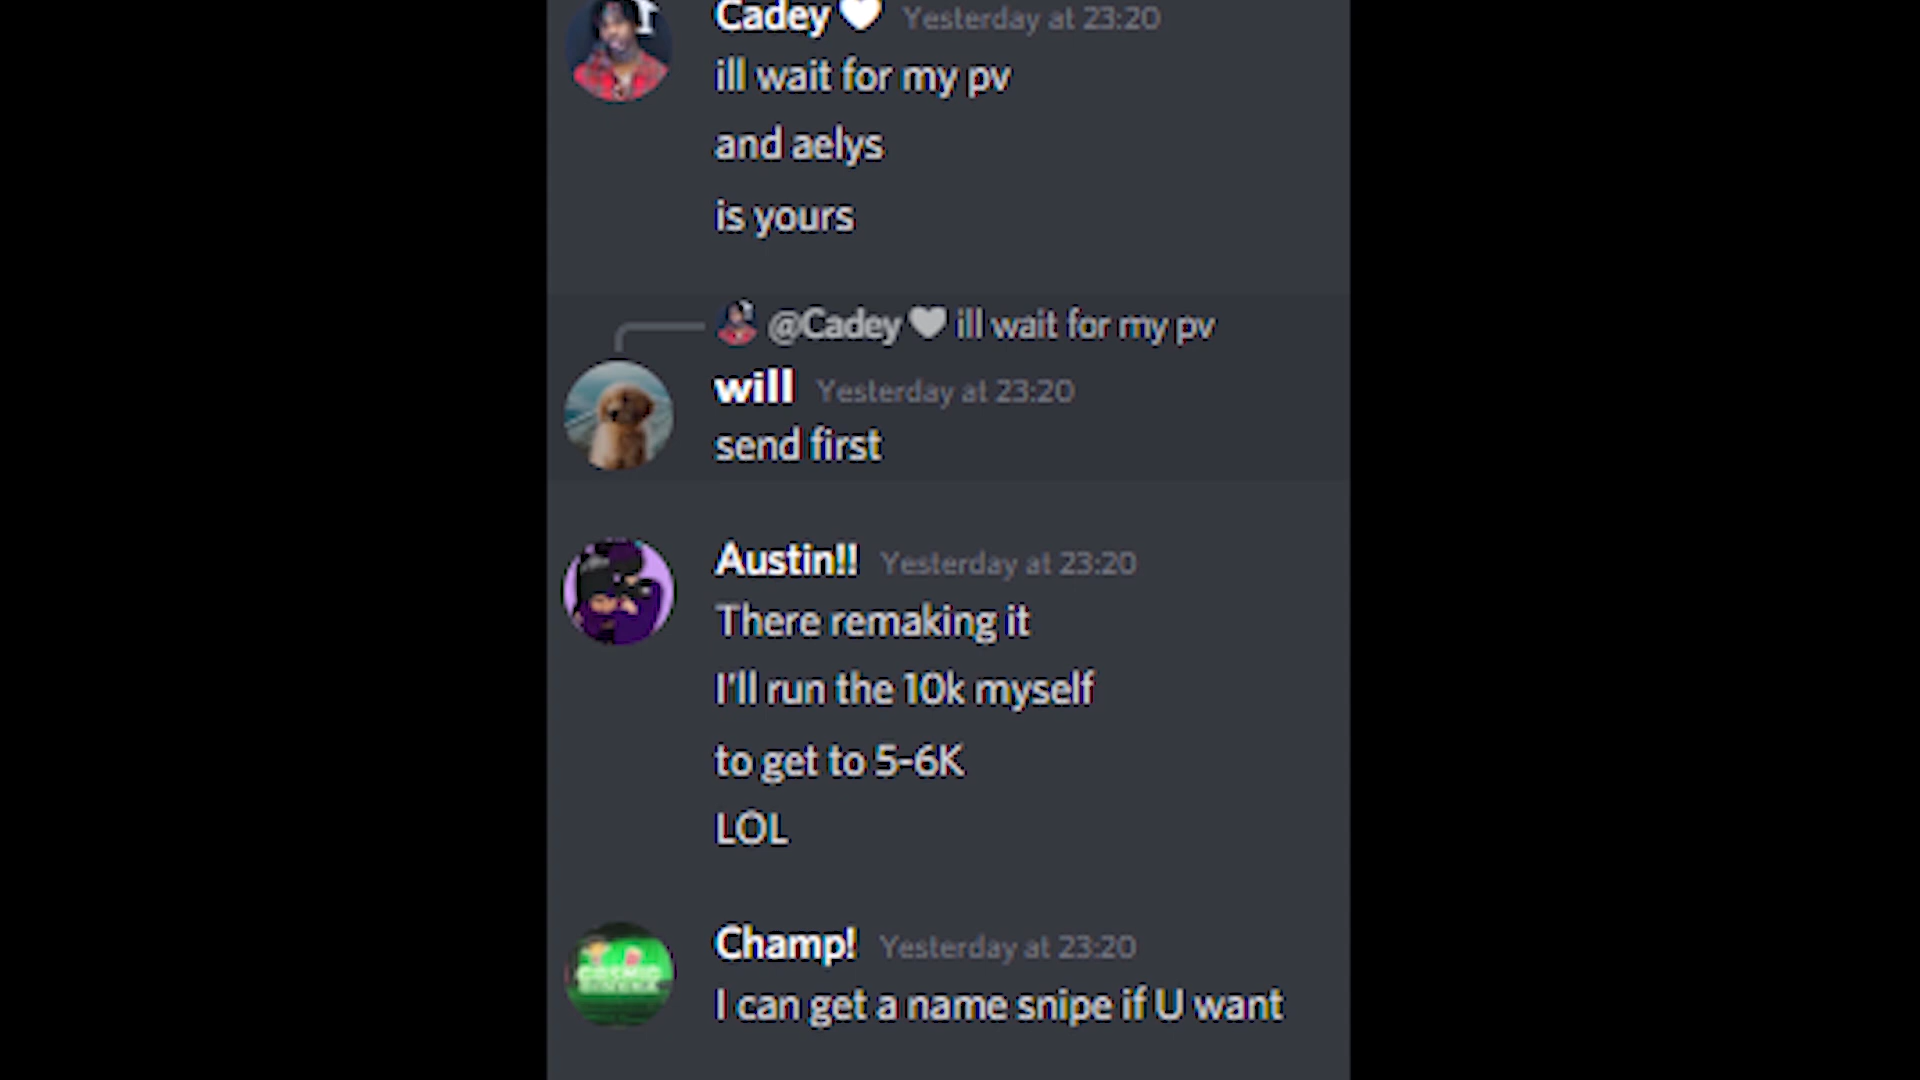 Cadey🤍 Yesterday at 23:20
ill wait for my pv
and aelys
is yours
@Cadey🤍 ill wait for my pv
will Yesterday at 23:20
send first
Austin!! Yesterday at 23:20
There remaking it
I'll run the 10k myself
to get to 5-6K
LOL
Champ! Yesterday at 23:20
I can get a name snipe if U want